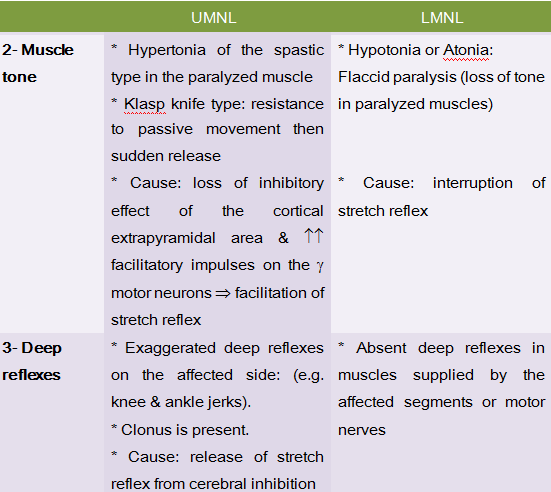 UMNL LMNL
2- Muscle tone
* Hypertonia of the spastic
type in the paralyzed muscle
* Klasp knife type: resistance
to passive movement then
sudden release
* Cause: loss of inhibitory
effect of the cortical
extrapyramidal area & ↑↑
facilitatory impulses on the γ
motor neurons ⇒ facilitation of
stretch reflex
* Hypotonia or Atonia:
Flaccid paralysis (loss of tone
in paralyzed muscles)
* Cause: interruption of
stretch reflex
3- Deep
reflexes
* Exaggerated deep reflexes
on the affected side: (e.g.
knee & ankle jerks).
* Clonus is present.
* Cause: release of stretch
reflex from cerebral inhibition
* Absent deep reflexes in
muscles supplied by the
affected segments or motor
nerves